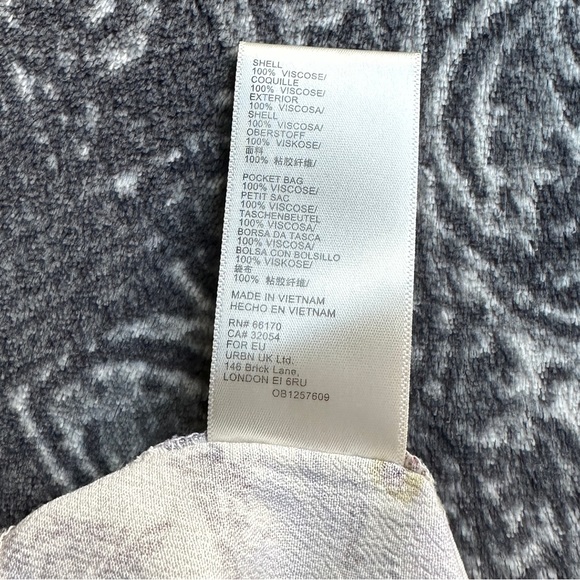 SHELL
100% VISCOSE/
COQUILLE
100% VISCOSE/
EXTERIOR
100% VISCOSA/
SHELL
100% VISCOSA/
OBERSTOFF
100% VISKOSE/
面料
100% 粘胶纤维/
POCKET BAG
100% VISCOSE/
PETIT SAC
100% VISCOSE/
TASCHENBEUTEL
100% VISCOSA/
BORSA DA TASCA
100% VISCOSA/
BOLSA CON BOLSILLO
100% VISKOSE/
袋布
100% 粘胶纤维/
MADE IN VIETNAM
HECHO EN VIETNAM
RN# 66170
CA# 32054
FOR EU
URBN UK Ltd.
146 Brick Lane,
LONDON EI 6RU
OB1257609